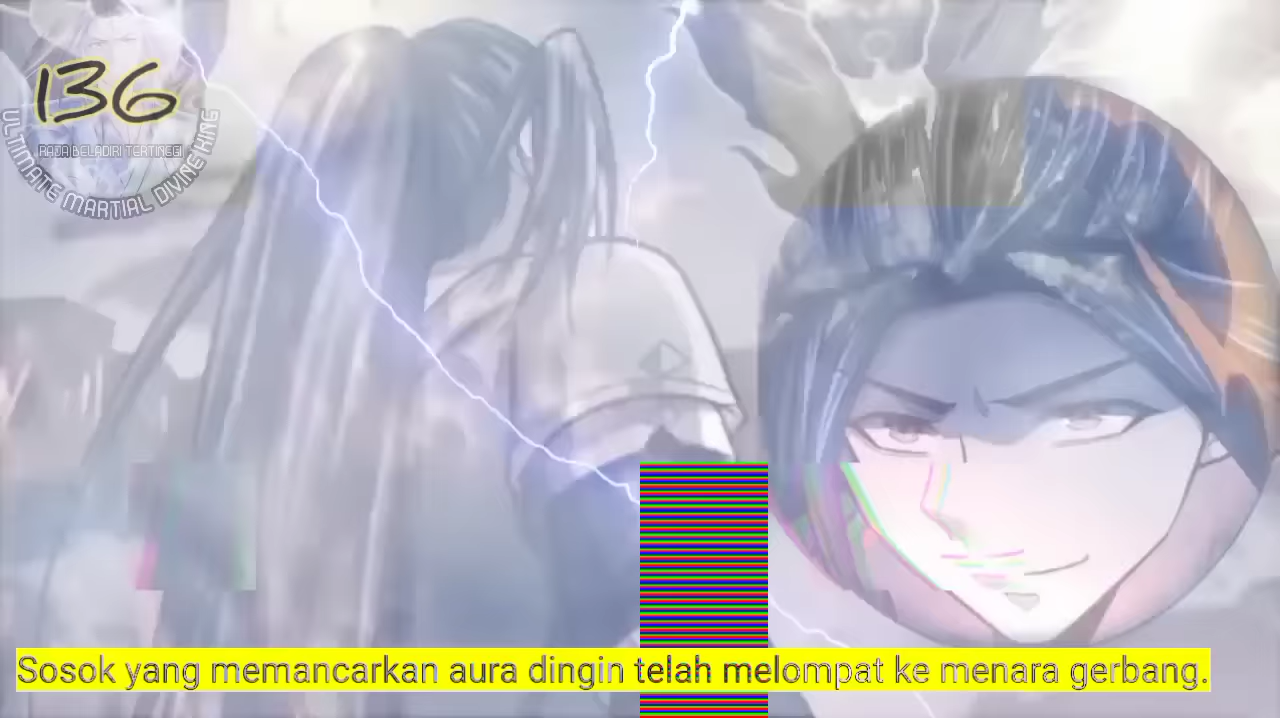 136
RAJA BELADIRI TERTINGGI
ULTIMATE MARTIAL DIVINE KING
Sosok yang memancarkan aura dingin telah melompat ke menara gerbang.